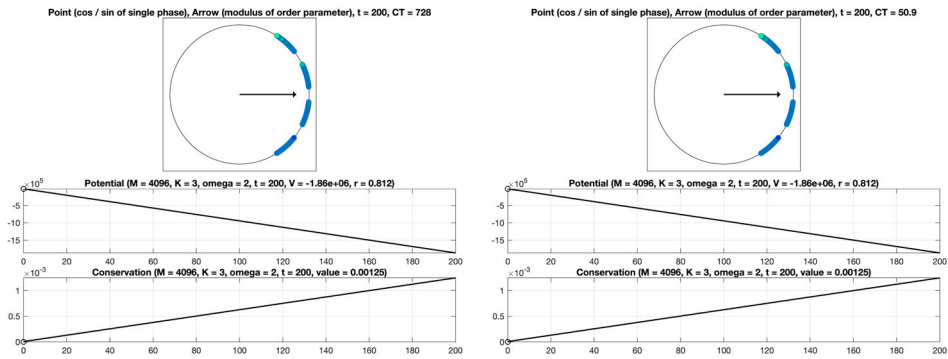 Point (cos / sin of single phase), Arrow (modulus of order parameter), t = 200, CT = 728
Potential (M = 4096, K = 3, omega = 2, t = 200, V = -1.86e+06, r = 0.812)
×10⁵
-5
-10
-15
0 20 40 60 80 100 120 140 160 180 200
Conservation (M = 4096, K = 3, omega = 2, t = 200, value = 0.00125)
×10⁻³
1
0.5
0
0 20 40 60 80 100 120 140 160 180 200
Point (cos / sin of single phase), Arrow (modulus of order parameter), t = 200, CT = 50.9
Potential (M = 4096, K = 3, omega = 2, t = 200, V = -1.86e+06, r = 0.812)
×10⁵
-5
-10
-15
0 20 40 60 80 100 120 140 160 180 200
Conservation (M = 4096, K = 3, omega = 2, t = 200, value = 0.00125)
×10⁻³
1
0.5
0
0 20 40 60 80 100 120 140 160 180 200